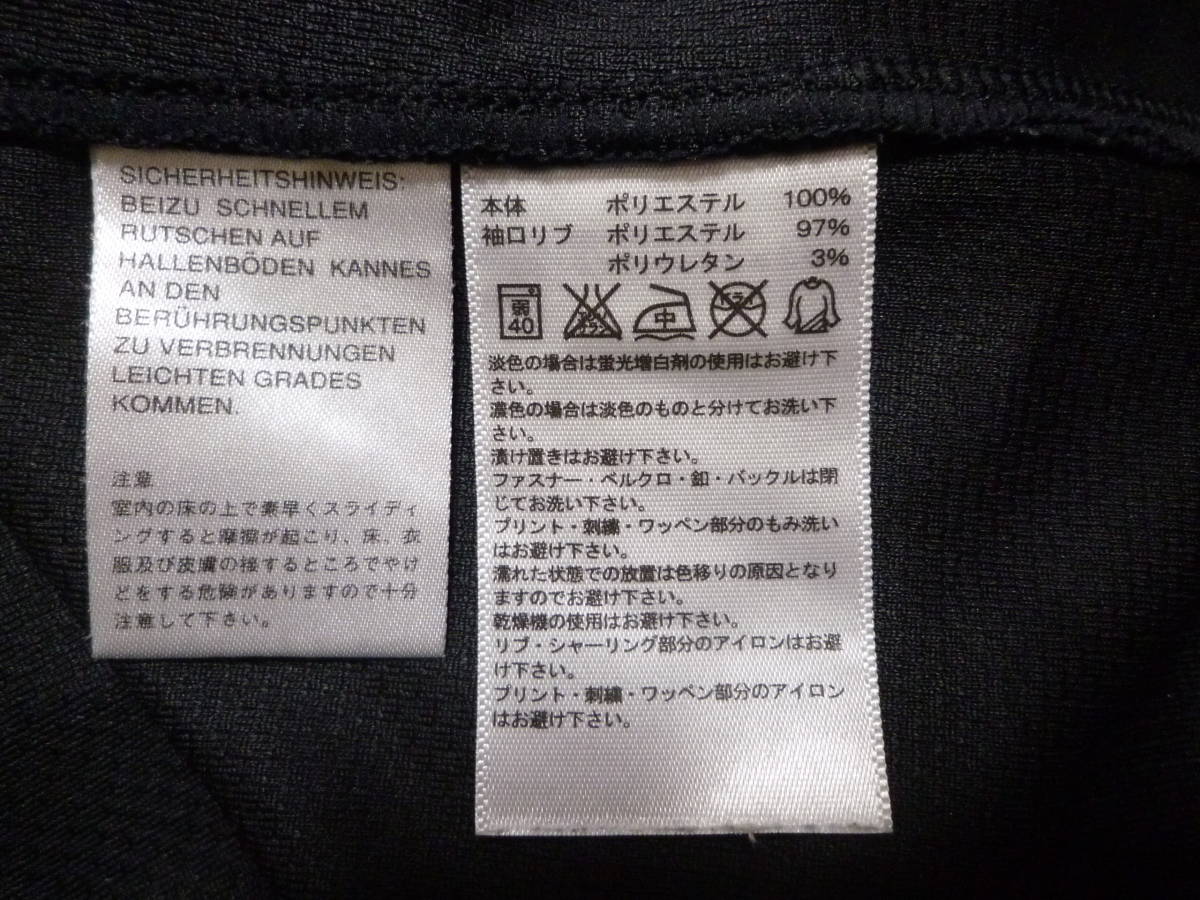 SICHERHEITSHINWEIS:
BEIZU SCHNELLEM
RUTSCHEN AUF
HALLENBÖDEN KANNES
AN DEN
BERÜHRUNGSPUNKTEN
ZU VERBRENNUNGEN
LEICHTEN GRADES
KOMMEN.
注意
室内の床の上で素早くスライディ
ングすると摩擦が起こり、床、衣
服及び皮膚の様するところでやけ
どをする危険がありますので十分
注意して下さい。
本体 ポリエステル 100%
袖口リブ ポリエステル 97%
ポリウレタン 3%
弱
40
中
淡色の場合は蛍光増白剤の使用はお避け下
さい。
濃色の場合は淡色のものと分けてお洗い下
さい。
漬け置きはお避け下さい。
ファスナー・ベルクロ・釦・バックルは閉
じてお洗い下さい。
プリント・刺繍・ワッペン部分のもみ洗い
はお避け下さい。
濡れた状態での放置は色移りの原因となり
ますのでお避け下さい。
乾燥機の使用はお避け下さい。
リブ・シャーリング部分のアイロンはお避
け下さい。
プリント・刺繍・ワッペン部分のアイロン
はお避け下さい。